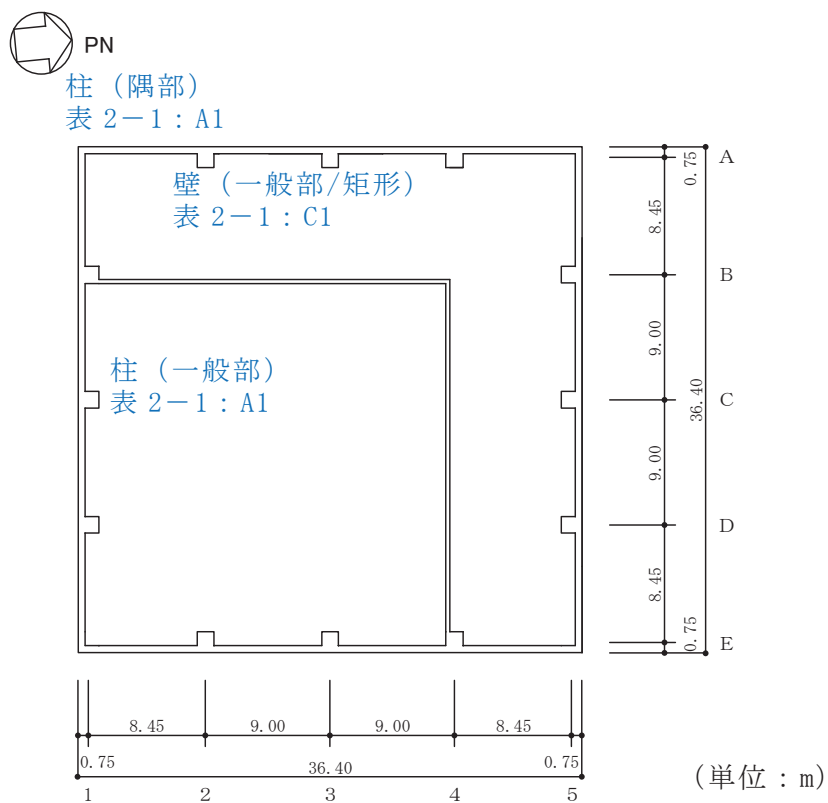 PN
柱（隅部）
表 2－1：A1
壁（一般部/矩形）
表 2－1：C1
柱（一般部）
表 2－1：A1
A
0.75
8.45
B
9.00
C
36.40
9.00
D
8.45
0.75
E
8.45 9.00 9.00 8.45
0.75 36.40 0.75
1 2 3 4 5
(単位：m)